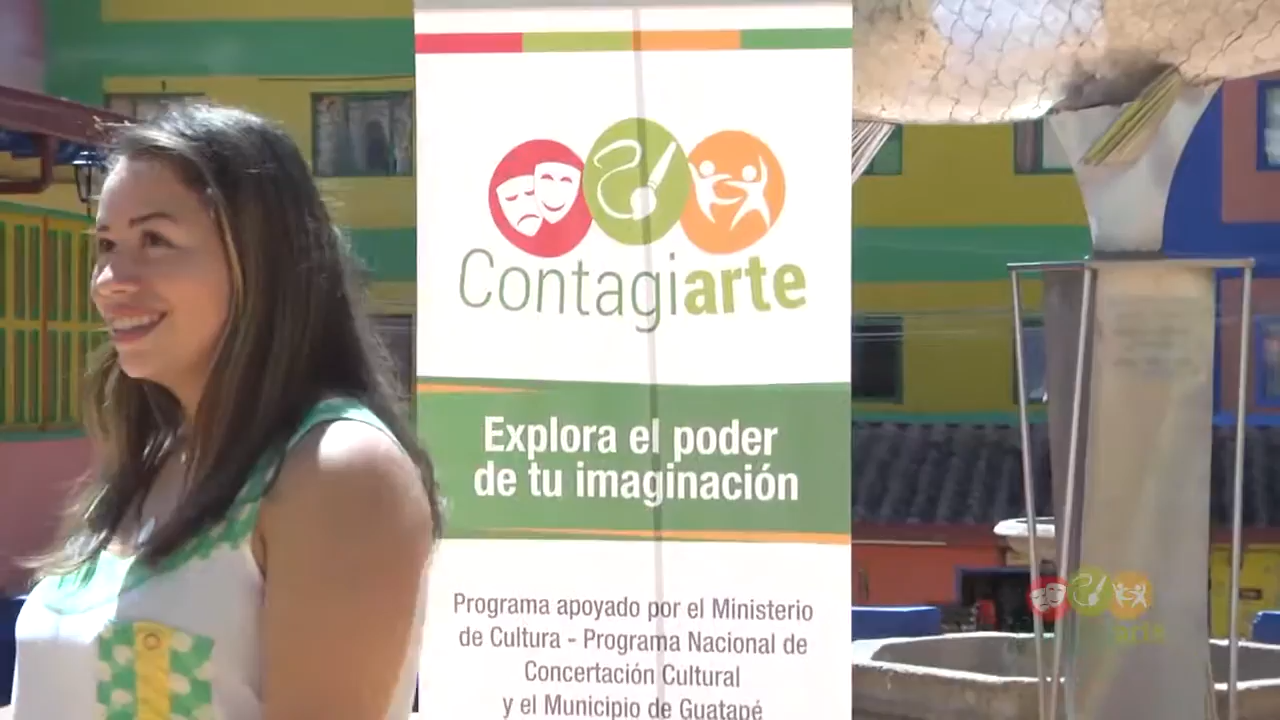 Contagiarte
Explora el poder
de tu imaginación
Programa apoyado por el Ministerio
de Cultura - Programa Nacional de
Concertación Cultural
y el Municipio de Guatapé
arte